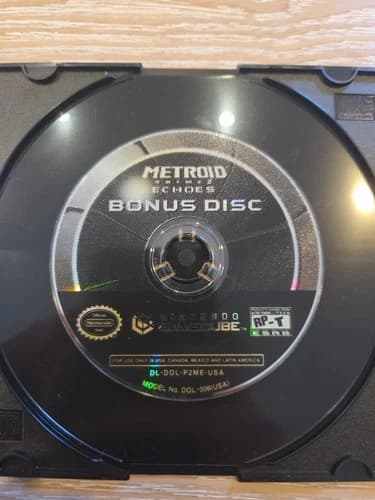 METROID
PRIME 2
ECHOES
BONUS DISC
NINTENDO
GAMECUBE
Nintendo
RP-T
ESRB
FOR USE ONLY IN USA, CANADA, MEXICO AND LATIN AMERICA
DL-DOL-P2ME-USA
MODEL No. DOL-006(USA)